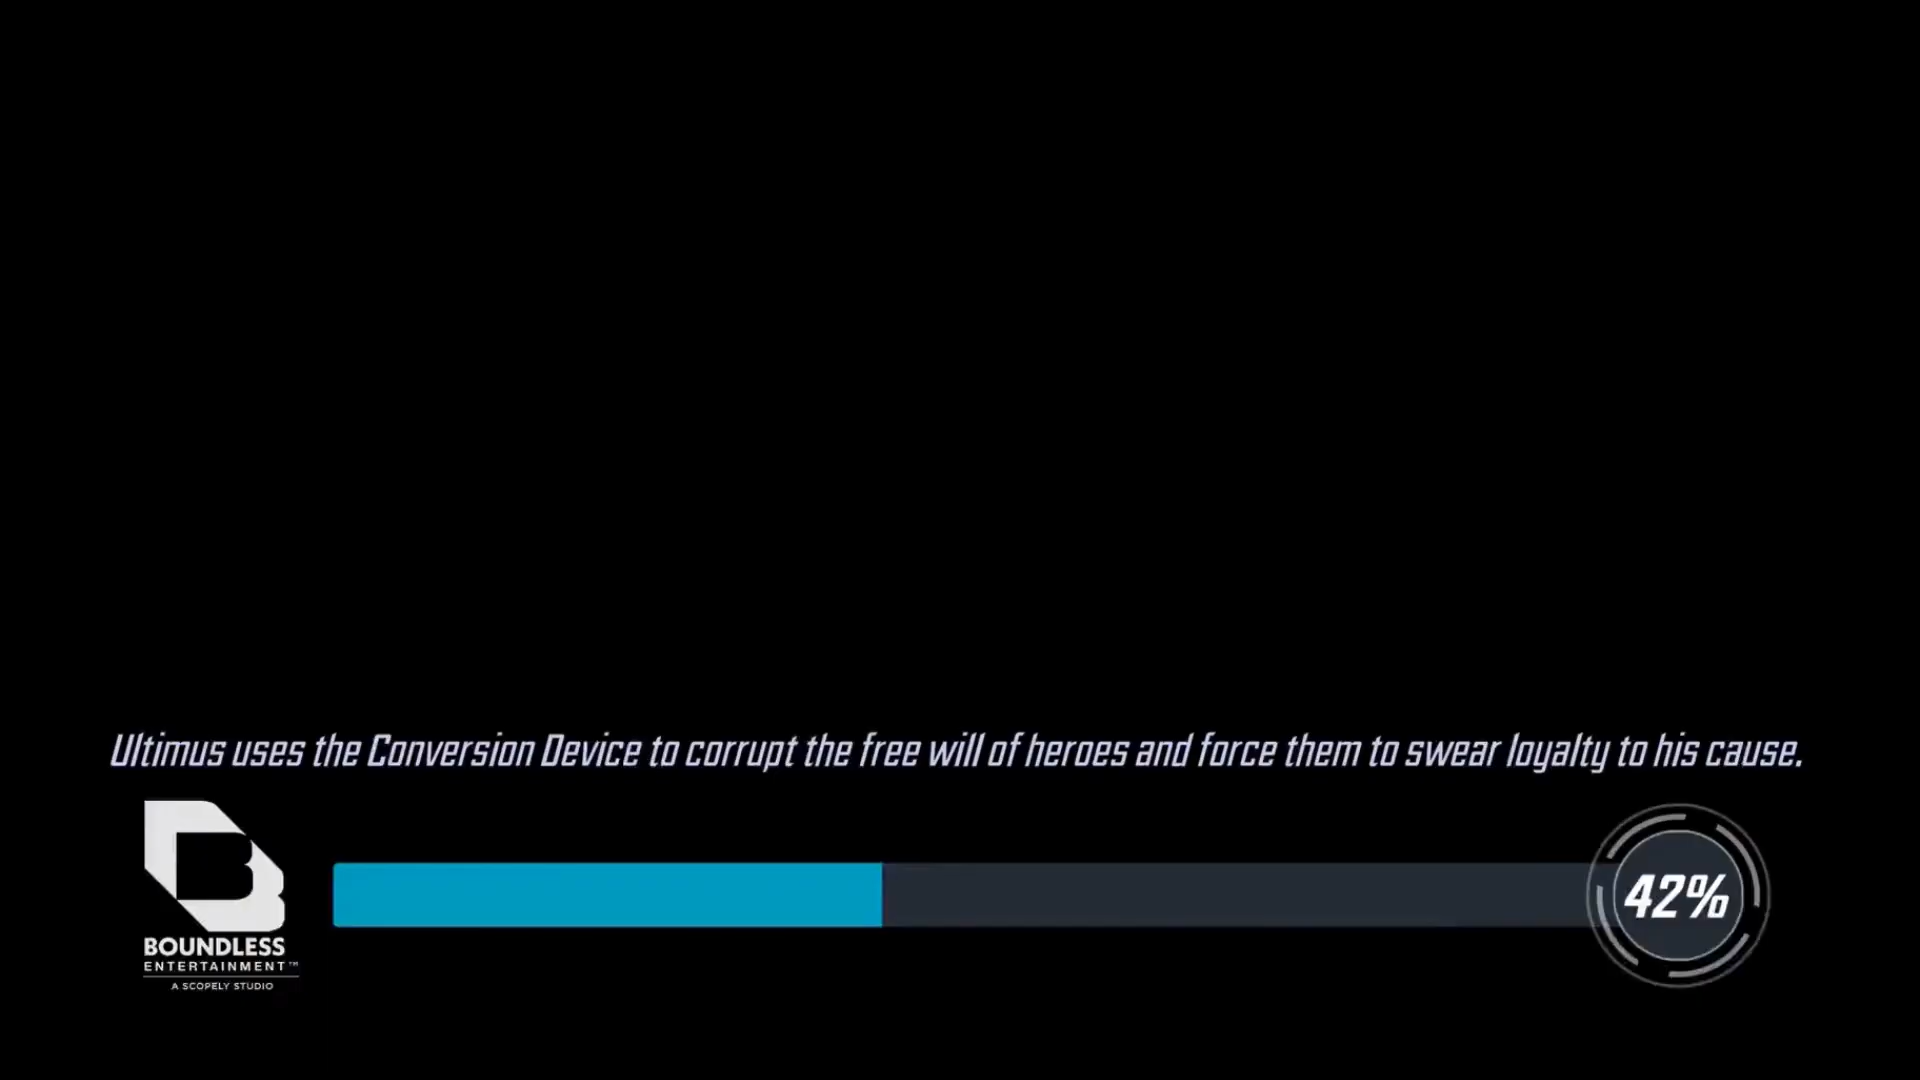 Ultimus uses the Conversion Device to corrupt the free will of heroes and force them to swear loyalty to his cause.
42%
BOUNDLESS
ENTERTAINMENT™
A SCOPELY STUDIO